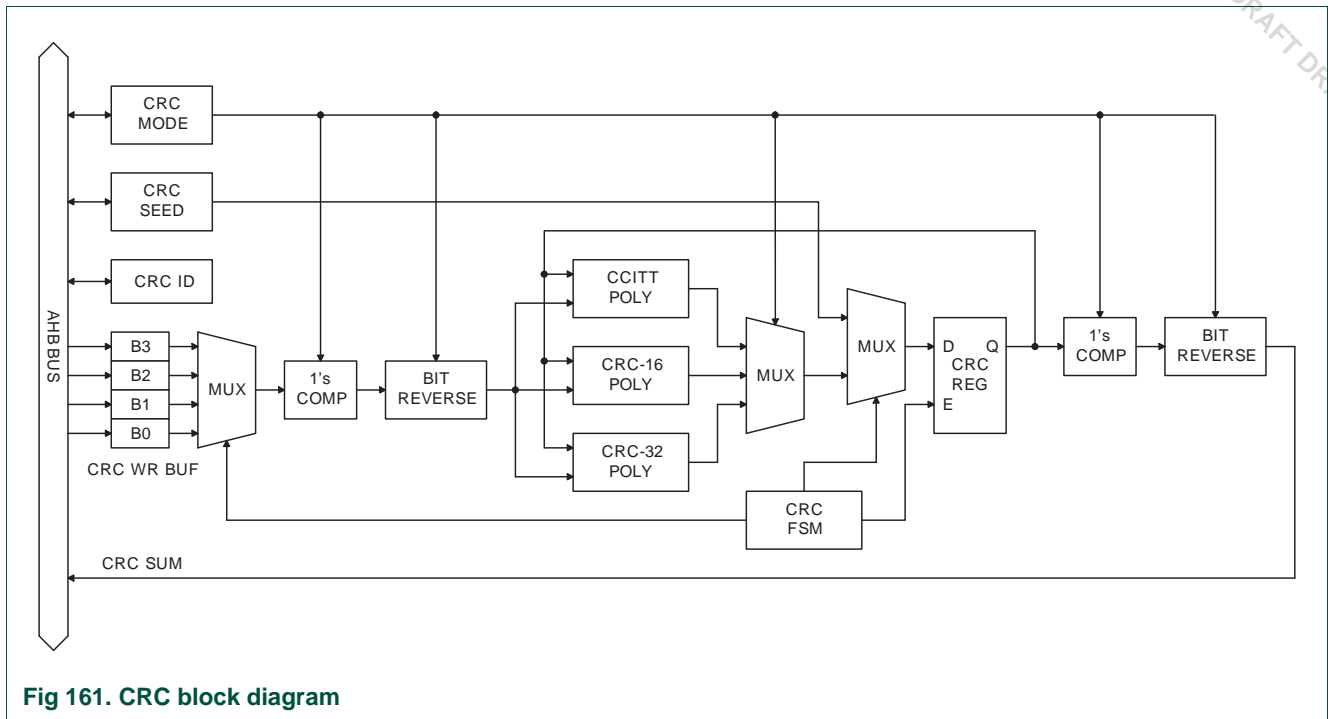 DRAFT DRA
CRC
MODE
CRC
SEED
CRC ID
AHB BUS
B3
B2
B1
B0
MUX
CRC WR BUF
1's
COMP
BIT
REVERSE
CCITT
POLY
CRC-16
POLY
CRC-32
POLY
MUX
MUX
D Q
CRC
REG
E
1's
COMP
BIT
REVERSE
CRC
FSM
CRC SUM
Fig 161. CRC block diagram